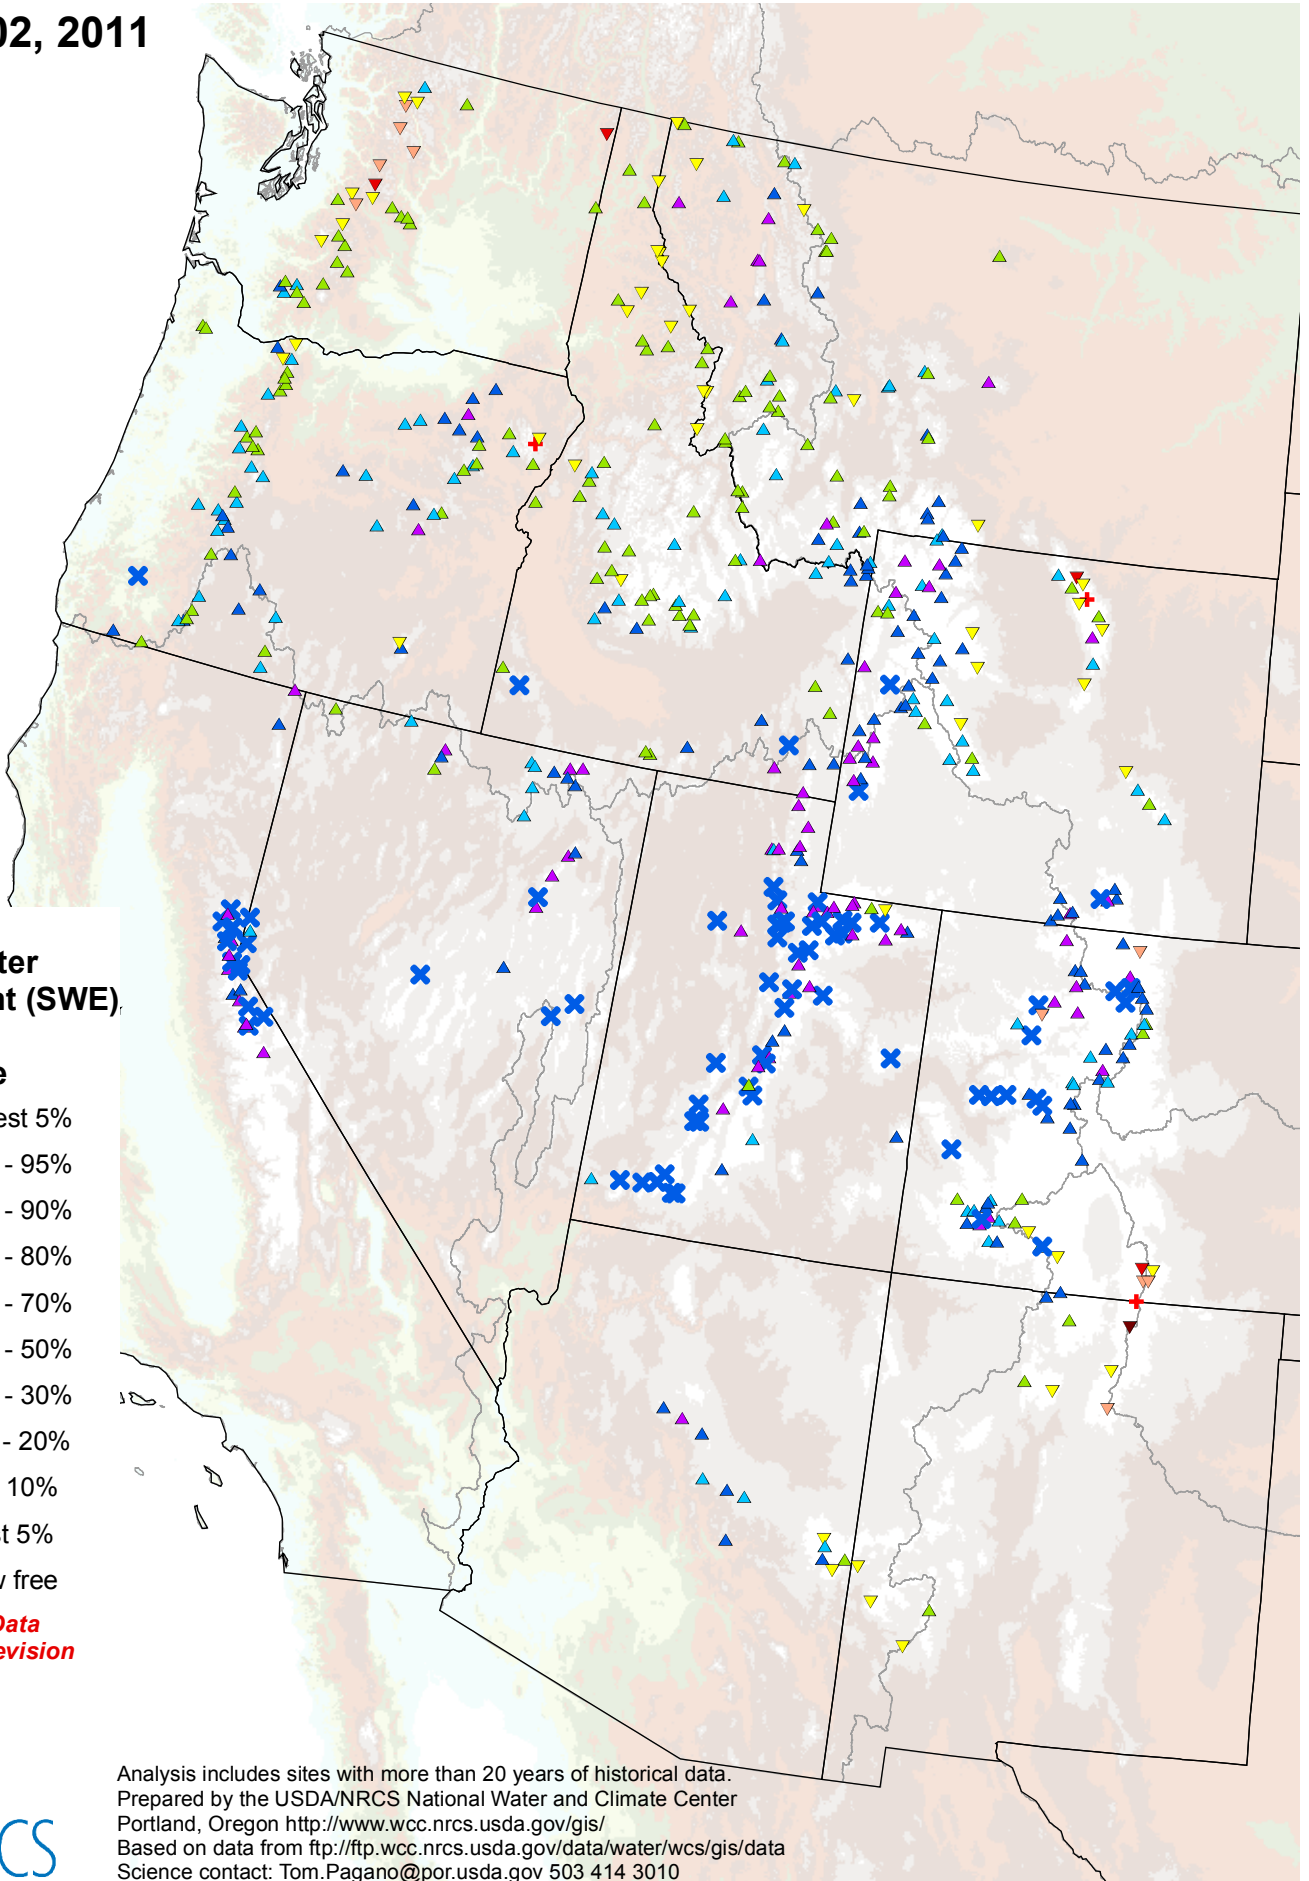 02, 2011
ter
t (SWE)
e
est 5%
- 95%
- 90%
- 80%
- 70%
- 50%
- 30%
- 20%
10%
t 5%
free
Data
evision
Analysis includes sites with more than 20 years of historical data.
Prepared by the USDA/NRCS National Water and Climate Center
Portland, Oregon http://www.wcc.nrcs.usda.gov/gis/
Based on data from ftp://ftp.wcc.nrcs.usda.gov/data/water/wcs/gis/data
Science contact: Tom.Pagano@por.usda.gov 503 414 3010
CS